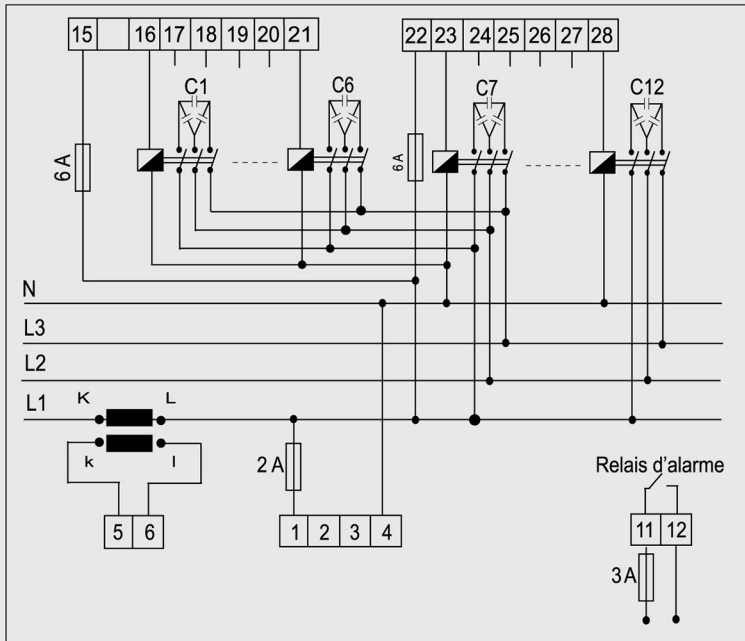 15 16 17 18 19 20 21
22 23 24 25 26 27 28
C1 C6 C7 C12
6 A
6 A
N
L3
L2
L1
K L
k l
2 A
Relais d'alarme
5 6
1 2 3 4
11 12
3 A